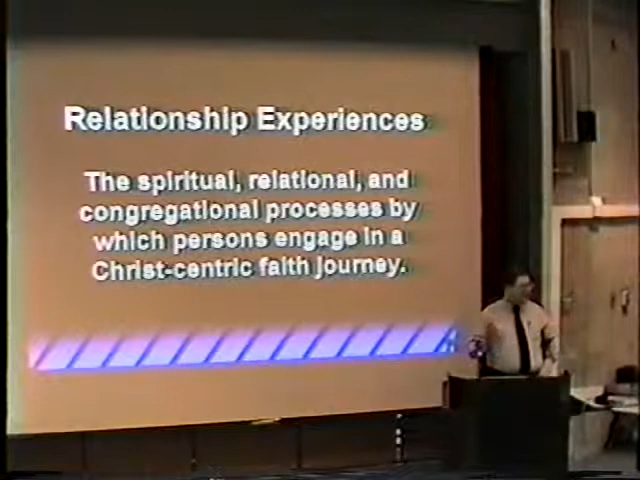 Relationship Experiences
The spiritual, relational, and
congregational processes by
which persons engage in a
Christ-centric faith journey.